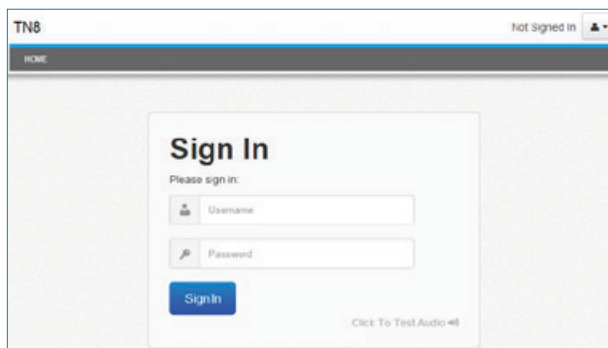 TN8
Not Signed In
HOME
Sign In
Please sign in:
Username
Password
Sign In
Click To Test Audio